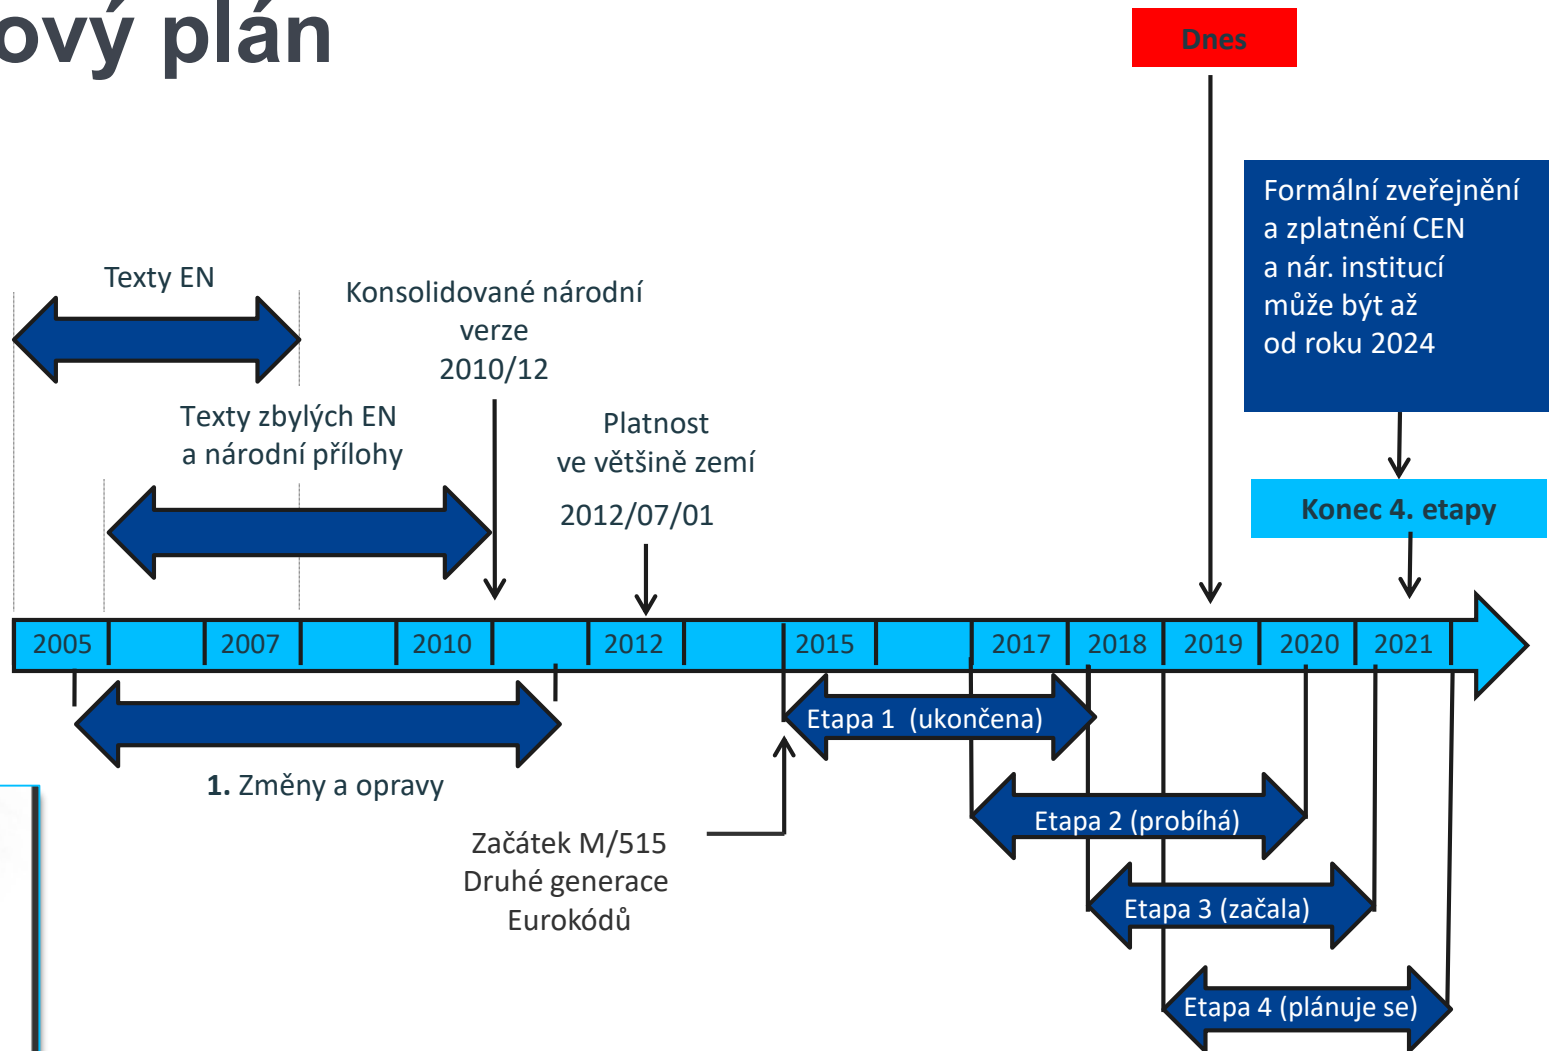 ový plán
Dnes
Formální zveřejnění
a zplatnění CEN
a nár. institucí
může být až
od roku 2024
Texty EN
Konsolidované národní
verze
2010/12
Texty zbylých EN
a národní přílohy
Platnost
ve většině zemí
2012/07/01
Konec 4. etapy
2005 2007 2010 2012 2015 2017 2018 2019 2020 2021
Etapa 1 (ukončena)
1. Změny a opravy
Etapa 2 (probíhá)
Začátek M/515
Druhé generace
Eurokódů
Etapa 3 (začala)
Etapa 4 (plánuje se)